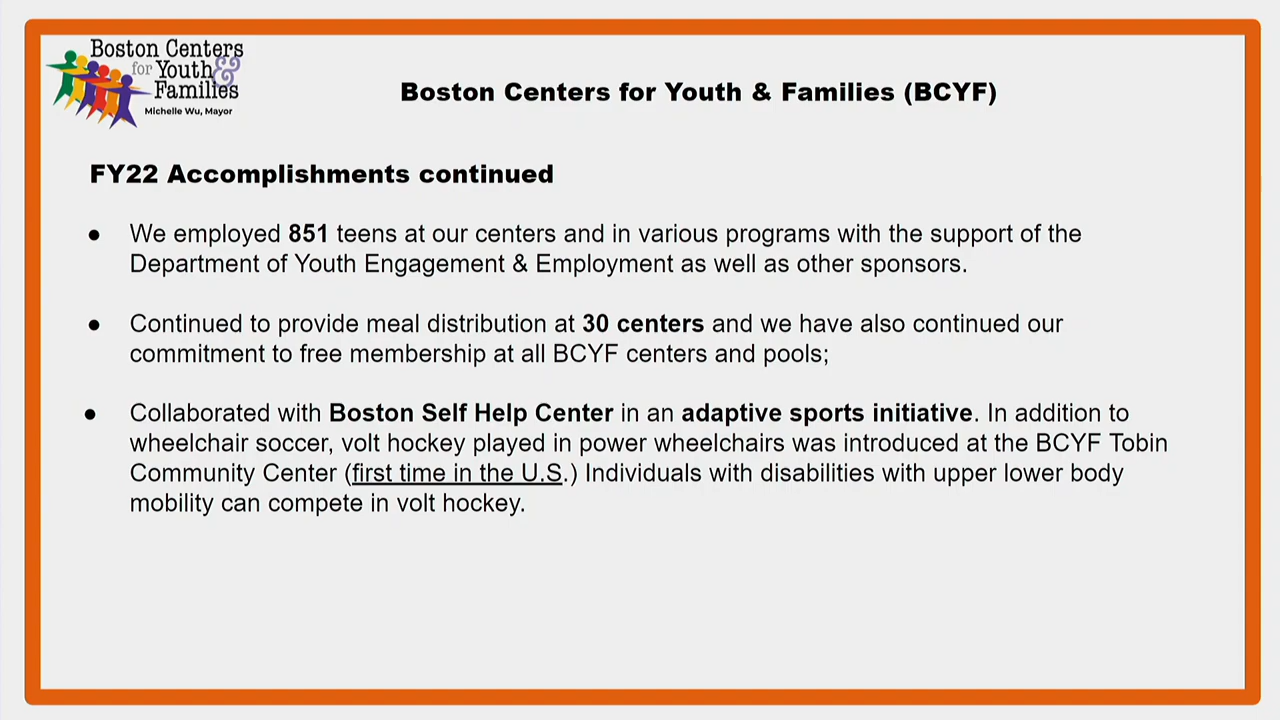 Boston Centers
for Youth &
Families
Michelle Wu, Mayor
Boston Centers for Youth & Families (BCYF)
FY22 Accomplishments continued
● We employed 851 teens at our centers and in various programs with the support of the
Department of Youth Engagement & Employment as well as other sponsors.
● Continued to provide meal distribution at 30 centers and we have also continued our
commitment to free membership at all BCYF centers and pools;
● Collaborated with Boston Self Help Center in an adaptive sports initiative. In addition to
wheelchair soccer, volt hockey played in power wheelchairs was introduced at the BCYF Tobin
Community Center (first time in the U.S.) Individuals with disabilities with upper lower body
mobility can compete in volt hockey.